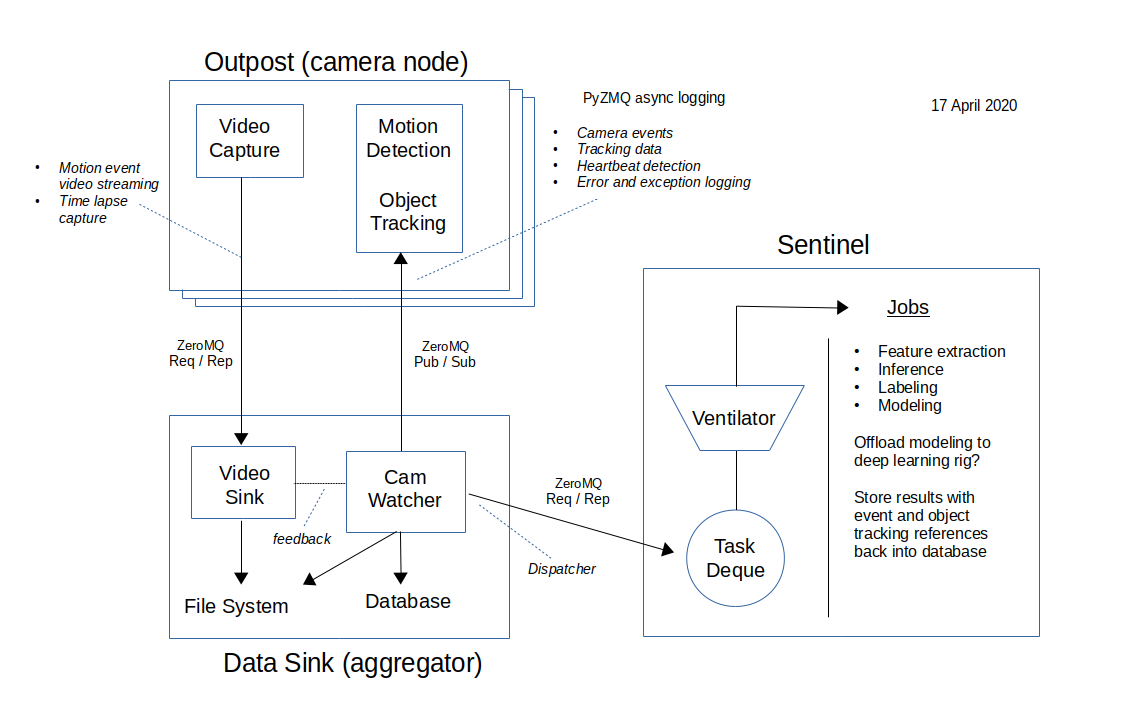 Outpost (camera node)
PyZMQ async logging
17 April 2020
• Camera events
• Tracking data
• Heartbeat detection
• Error and exception logging
Video
Capture
Motion
Detection
Object
Tracking
• Motion event
video streaming
• Time lapse
capture
Sentinel
ZeroMQ
Req / Rep
ZeroMQ
Pub / Sub
Jobs
• Feature extraction
• Inference
• Labeling
• Modeling
Offload modeling to
deep learning rig?
Store results with
event and object
tracking references
back into database
Ventilator
Task
Deque
ZeroMQ
Req / Rep
Dispatcher
Video
Sink
Cam
Watcher
feedback
File System
Database
Data Sink (aggregator)